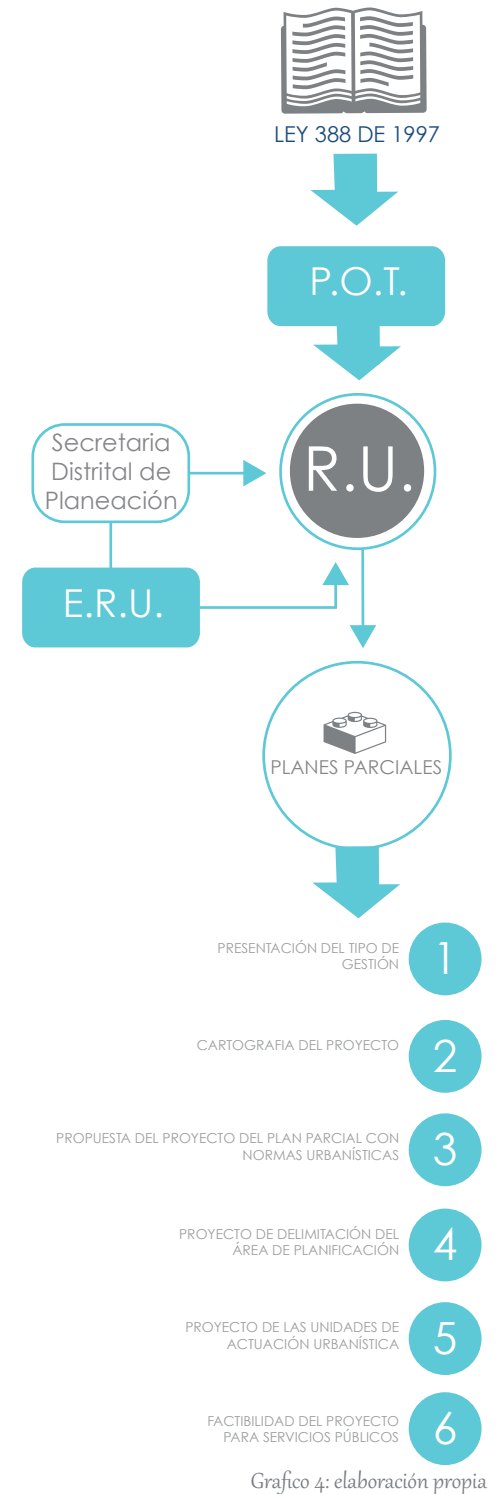 LEY 388 DE 1997
P.O.T.
R.U.
Secretaria
Distrital de
Planeación
E.R.U.
PLANES PARCIALES
PRESENTACIÓN DEL TIPO DE
GESTIÓN
1
CARTOGRAFIA DEL PROYECTO
2
PROPUESTA DEL PROYECTO DEL PLAN PARCIAL CON
NORMAS URBANÍSTICAS
3
PROYECTO DE DELIMITACIÓN DEL
ÁREA DE PLANIFICACIÓN
4
PROYECTO DE LAS UNIDADES DE
ACTUACIÓN URBANÍSTICA
5
FACTIBILIDAD DEL PROYECTO
PARA SERVICIOS PÚBLICOS
6
Grafico 4: elaboración propia